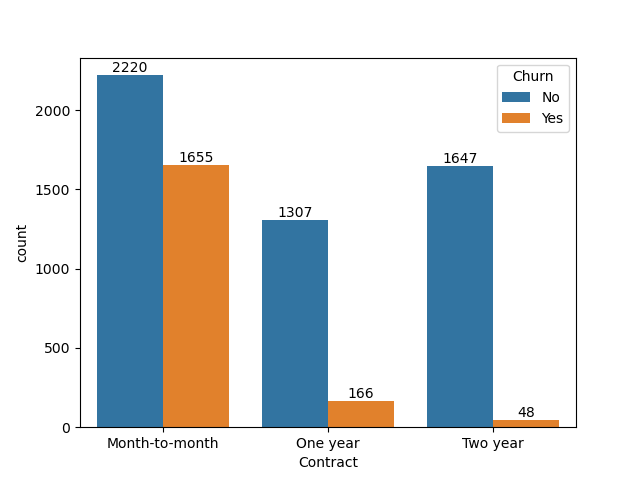 2220
1655
1307
166
1647
48
Churn
No
Yes
count
2000
1500
1000
500
0
Month-to-month
One year
Two year
Contract